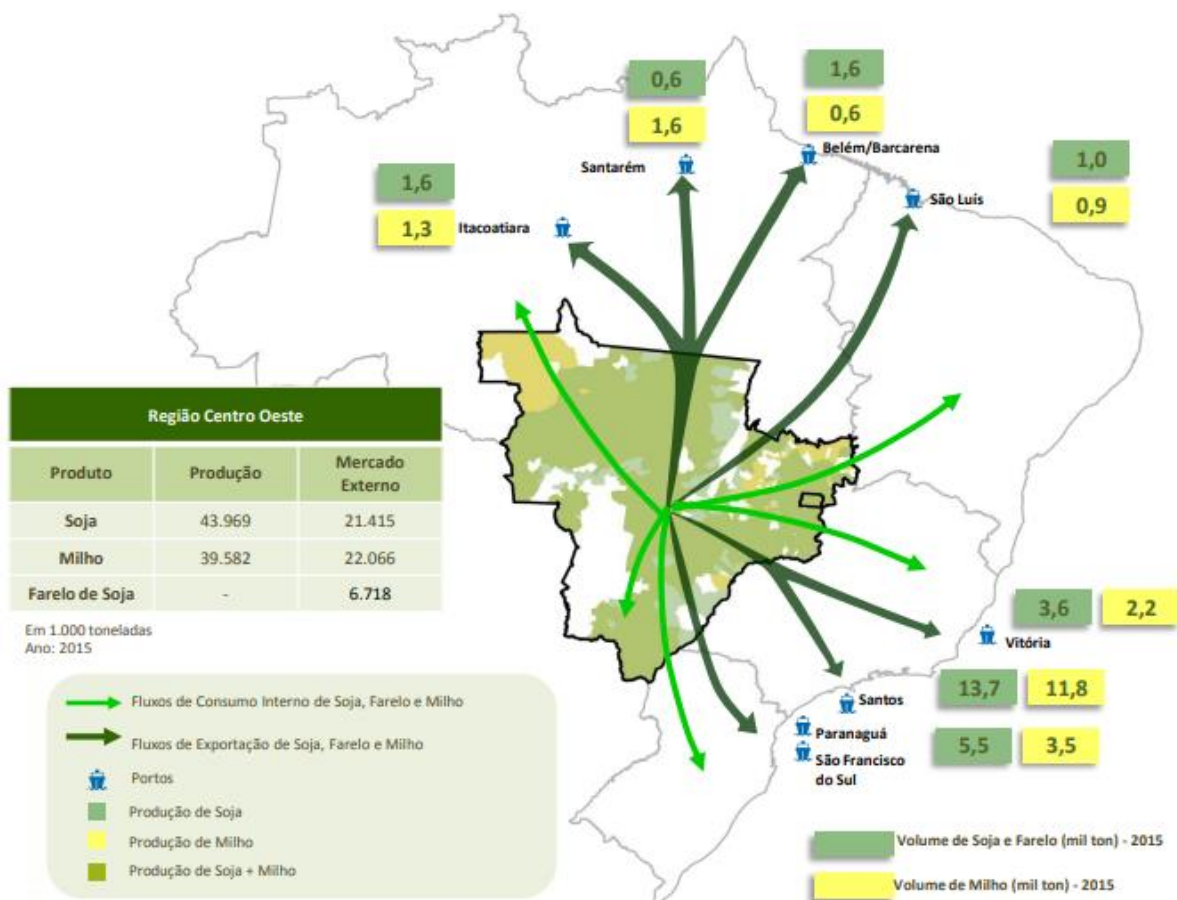 0,6
1,6
1,6
0,6
Belém/Barcarena
Santarém
1,0
0,9
São Luís
1,6
1,3
Itacoatiara
Região Centro Oeste
Produto Produção Mercado
Externo
Soja 43.969 21.415
Milho 39.582 22.066
Farelo de Soja - 6.718
Em 1.000 toneladas
Ano: 2015
3,6 2,2
Vitória
Santos
13,7 11,8
Paranaguá
São Francisco
do Sul
5,5 3,5
Fluxos de Consumo Interno de Soja, Farelo e Milho
Fluxos de Exportação de Soja, Farelo e Milho
Portos
Produção de Soja
Produção de Milho
Produção de Soja + Milho
Volume de Soja e Farelo (mil ton) - 2015
Volume de Milho (mil ton) - 2015